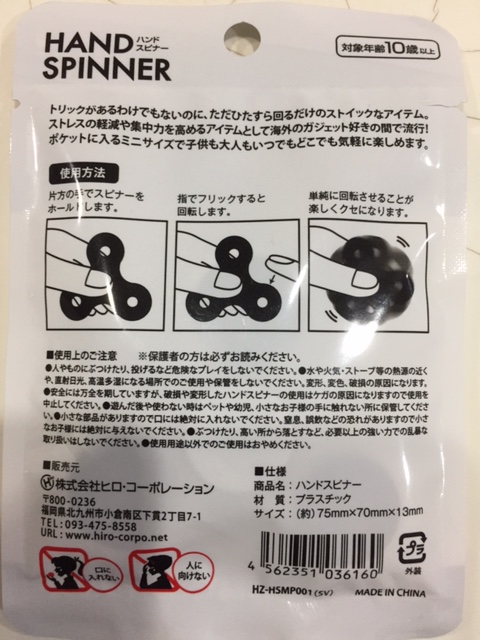 HAND ハンド
SPINNER スピナー
対象年齢10歳以上
トリックがあるわけでもないのに、ただひたすら回るだけのストイックなアイテム。
ストレスの軽減や集中力を高めるアイテムとして海外のガジェット好きの間で流行!
ポケットに入るミニサイズで子供も大人もいつでもどこでも気軽に楽しめます。
使用方法
片方の手でスピナーを
ホールドします。
指でフリックすると
回転します。
単純に回転させることが
楽しくクセになります。
■使用上のご注意 ※保護者の方は必ずお読みください。
●人やものにぶつけたり、投げるなど危険なプレイをしないでください。●水や火気・ストーブ等の熱源の近く
や、直射日光、高温多湿になる場所でのご使用や保管をしないでください。変形、変色、破損の原因になります。
●安全には万全を期していますが、破損や変形したハンドスピナーの使用はケガの原因になりますので使用を
中止してください。●遊んだ後や使わない時はペットや幼児、小さなお子様の手に触れない所に保管してくださ
い。●小さな部品がありますので口には絶対に入れないでください。窒息、誤飲などの恐れがありますので小さ
なお子様には絶対に与えないでください。●ぶつけたり、高い所から落とすなど、必要以上の強い力での乱暴な
取り扱いはしないでください。●使用用途以外でのご使用はおやめください。
■販売元
株式会社ヒロ・コーポレーション
〒800-0236
福岡県北九州市小倉南区下貫2丁目7-1
TEL:093-475-8558
URL:www.hiro-corpo.net
■仕様
商品名:ハンドスピナー
材 質:プラスチック
サイズ:(約)75mm×70mm×13mm
口に
入れない
人に
向けない
4 562351 036160
プラ
外装
HZ-HSMP001(SV) MADE IN CHINA